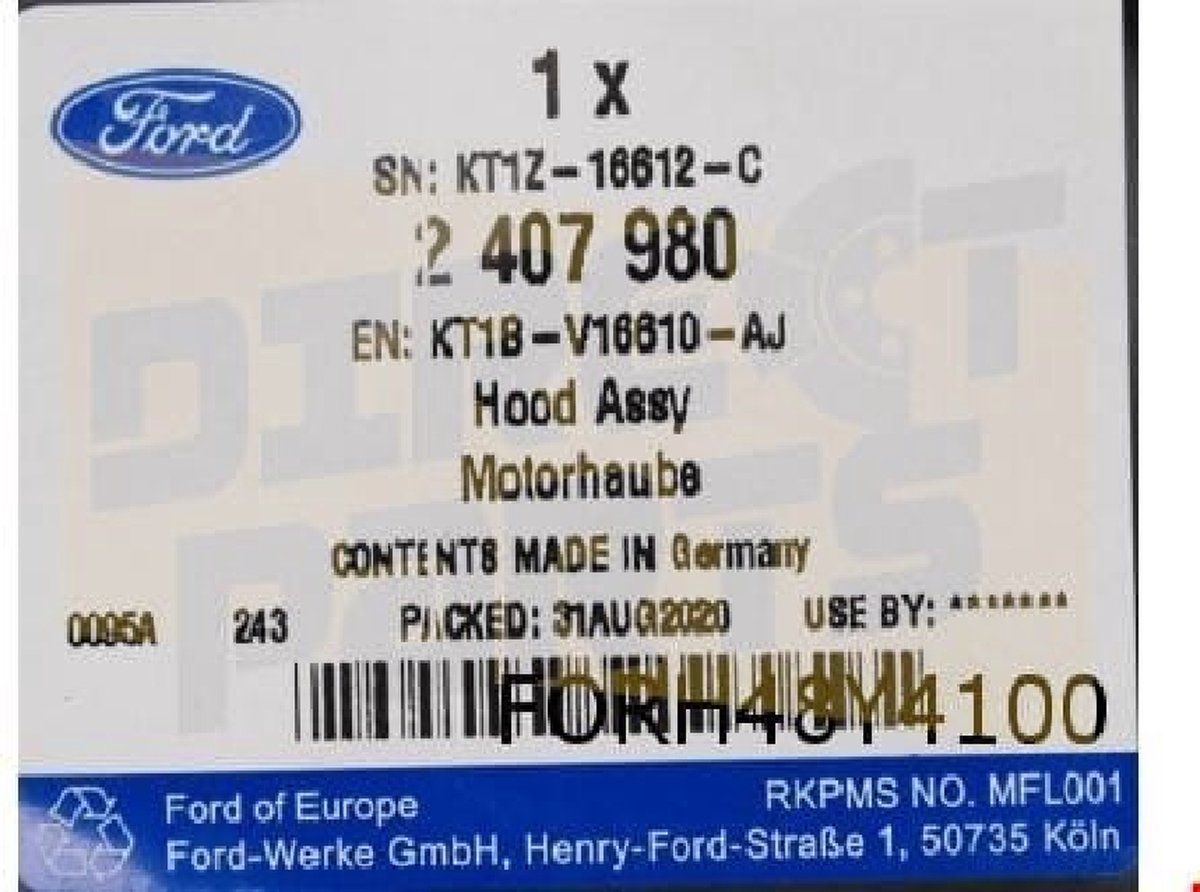 Ford
1 x
SN: KT1Z-16612-C
2 407 980
EN: KT1B-V16610-AJ
Hood Assy
Motorhaube
CONTENTS MADE IN Germany
0095A 243 PACKED: 31AUG2020 USE BY: *******
DIRECT
PARTS
Ford of Europe
RKPMS NO. MFL001
Ford-Werke GmbH, Henry-Ford-Straße 1, 50735 Köln